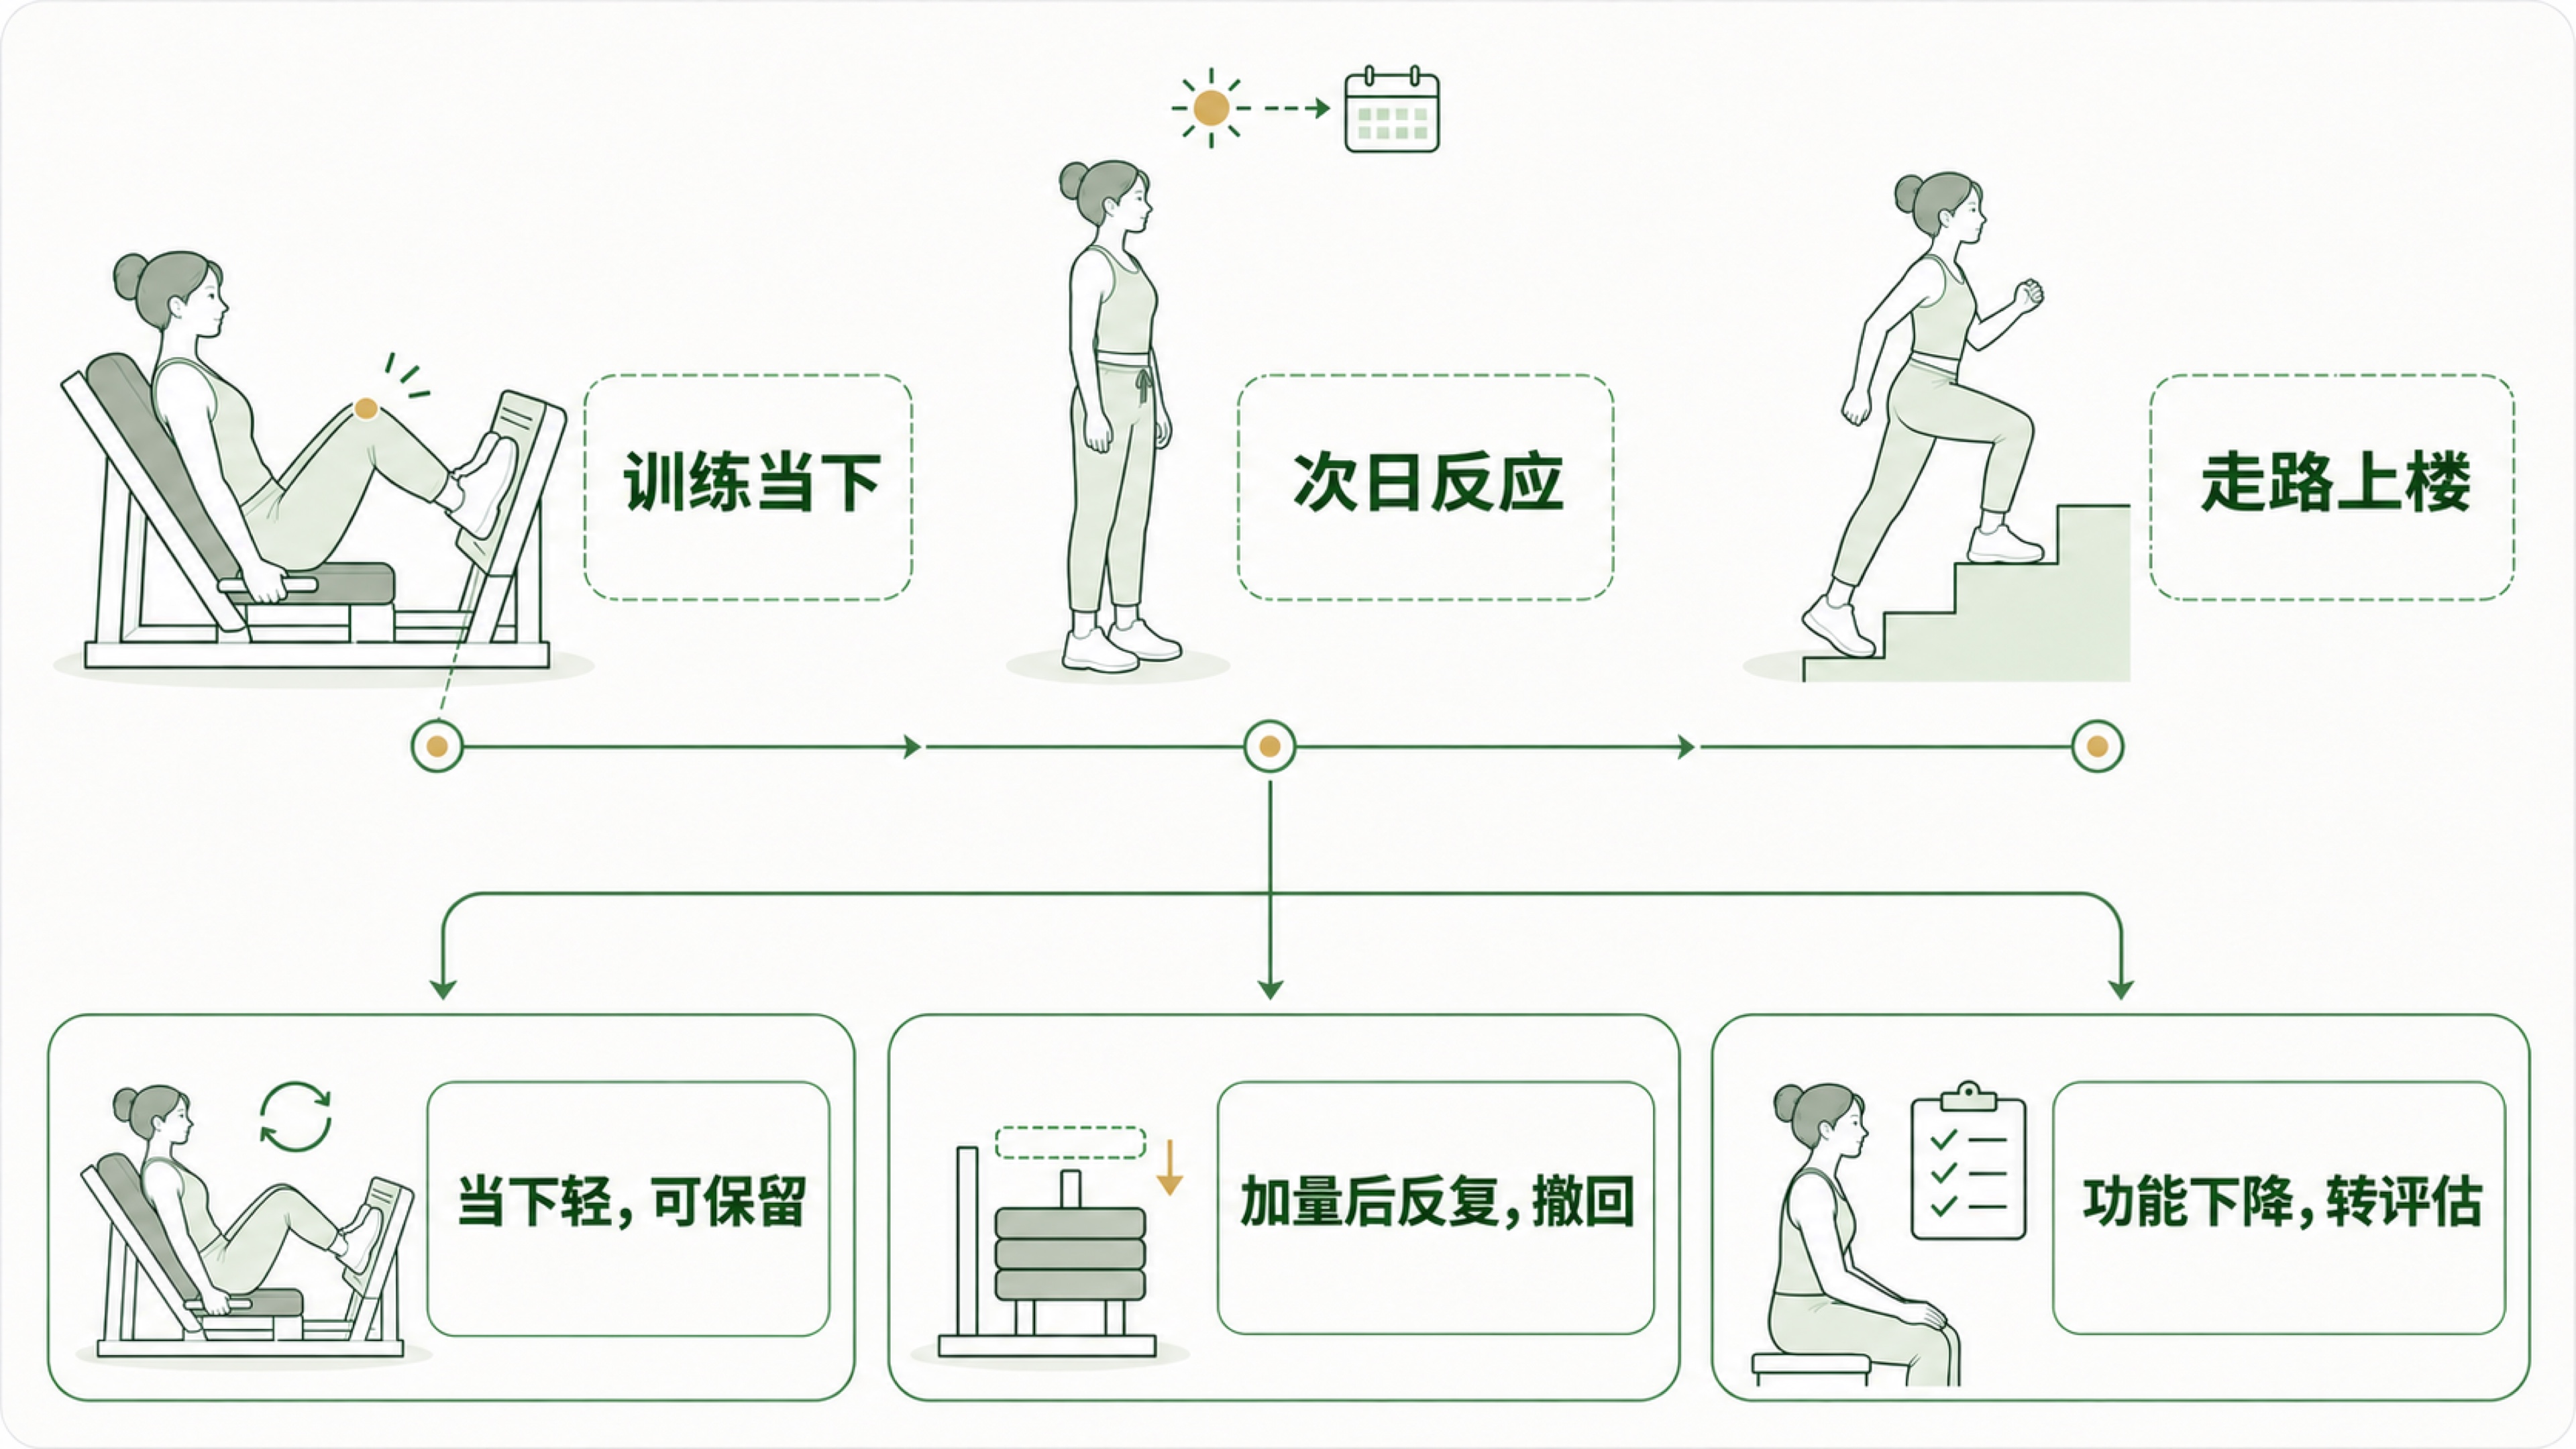 训练当下
次日反应
走路上楼
当下轻，可保留
加量后反复，撤回
功能下降，转评估